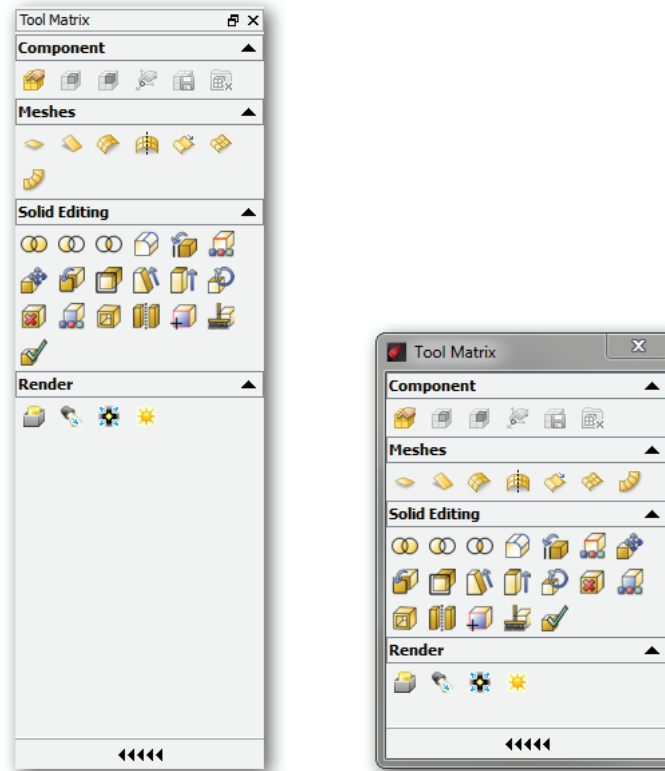 Tool Matrix
Component
Meshes
Solid Editing
Render
Tool Matrix
Component
Meshes
Solid Editing
Render